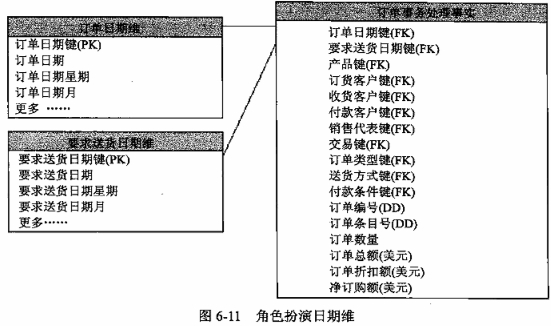 订单日期维
订单日期键(PK)
订单日期
订单日期星期
订单日期月
更多 ……
要求送货日期维
要求送货日期键(PK)
要求送货日期
要求送货日期星期
要求送货日期月
更多……
订单事务处理事实
订单日期键(FK)
要求送货日期键(FK)
产品键(FK)
订货客户键(FK)
收货客户键(FK)
付款客户键(FK)
销售代表键(FK)
交易键(FK)
订单类型键(FK)
送货方式键(FK)
付款条件键(FK)
订单编号(DD)
订单条目号(DD)
订单数量
订单总额(美元)
订单折扣额(美元)
净订购额(美元)
图 6-11 角色扮演日期维